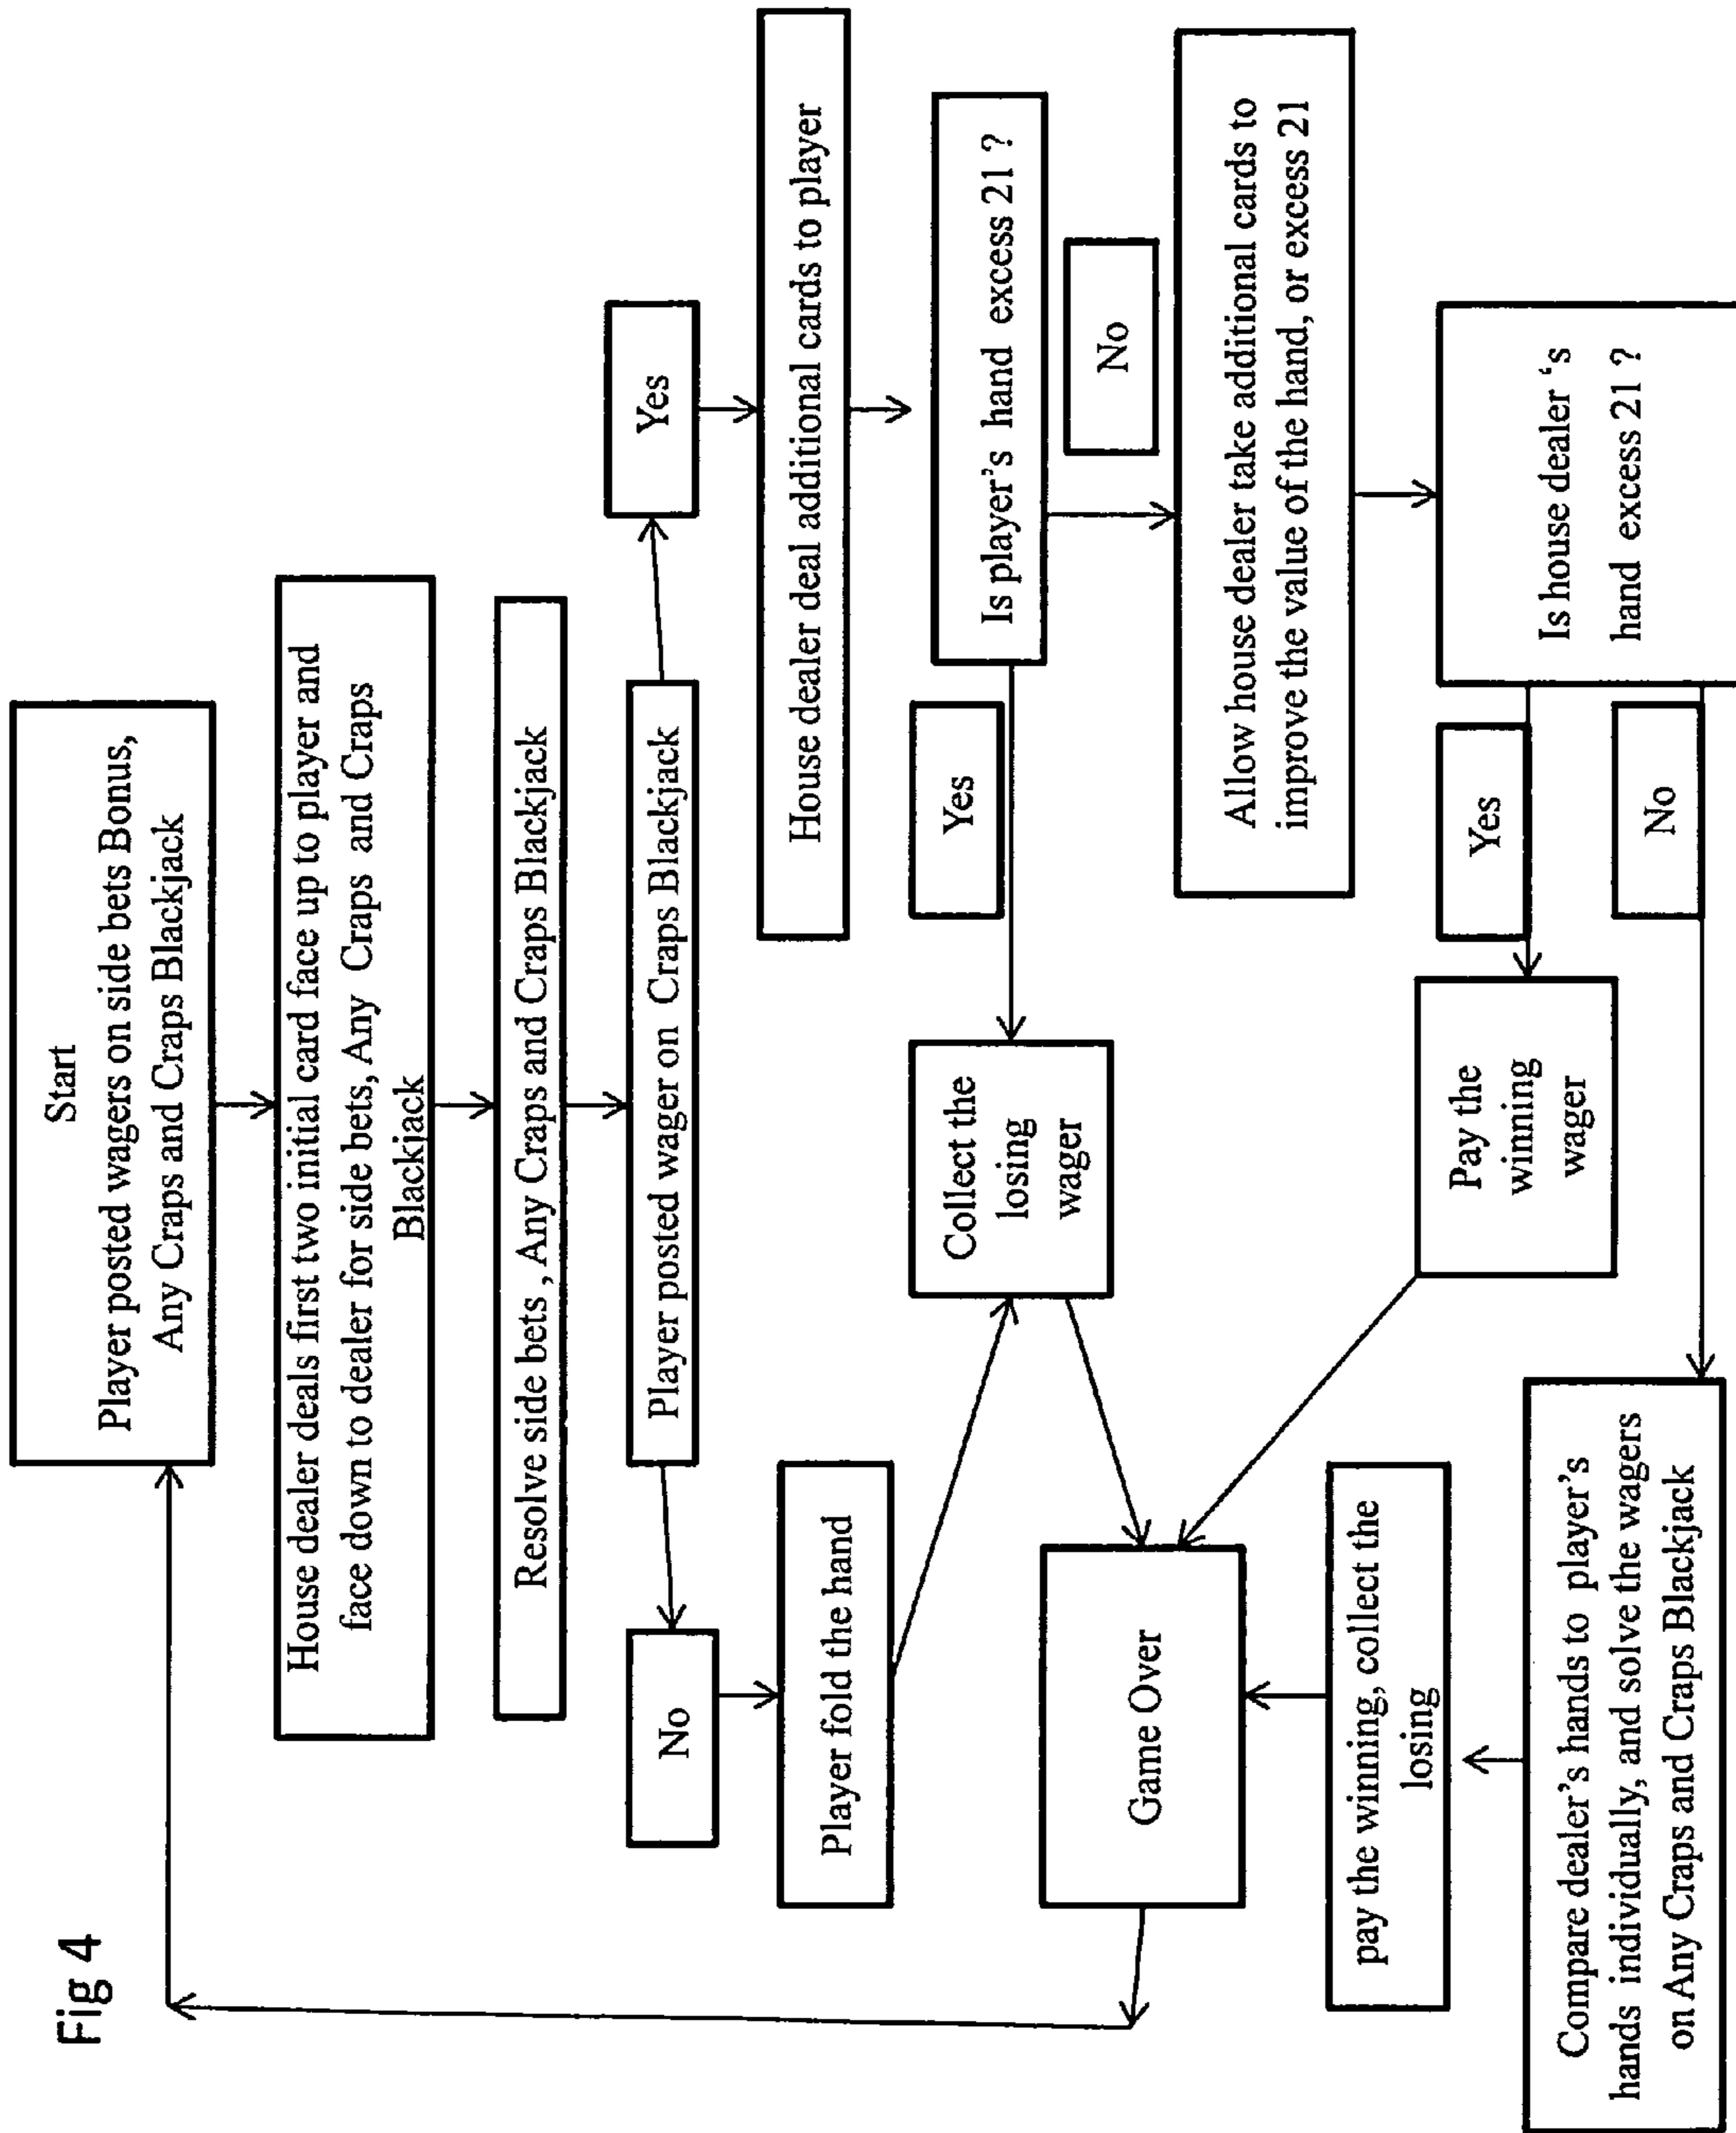 Fig 4
Start
Player posted wagers on side bets Bonus,
Any Craps and Craps Blackjack
House dealer deals first two initial card face up to player and
face down to dealer for side bets, Any Craps and Craps
Blackjack
Resolve side bets , Any Craps and Craps Blackjack
Player posted wager on Craps Blackjack
No
Yes
Player fold the hand
House dealer deal additional cards to player
Is player's hand excess 21 ?
Yes
No
Collect the
losing
wager
Allow house dealer take additional cards to
improve the value of the hand, or excess 21
Game Over
Is house dealer ‘s
hand excess 21 ?
Yes
No
Pay the
winning
wager
pay the winning, collect the
losing
Compare dealer's hands to player's
hands individually, and solve the wagers
on Any Craps and Craps Blackjack